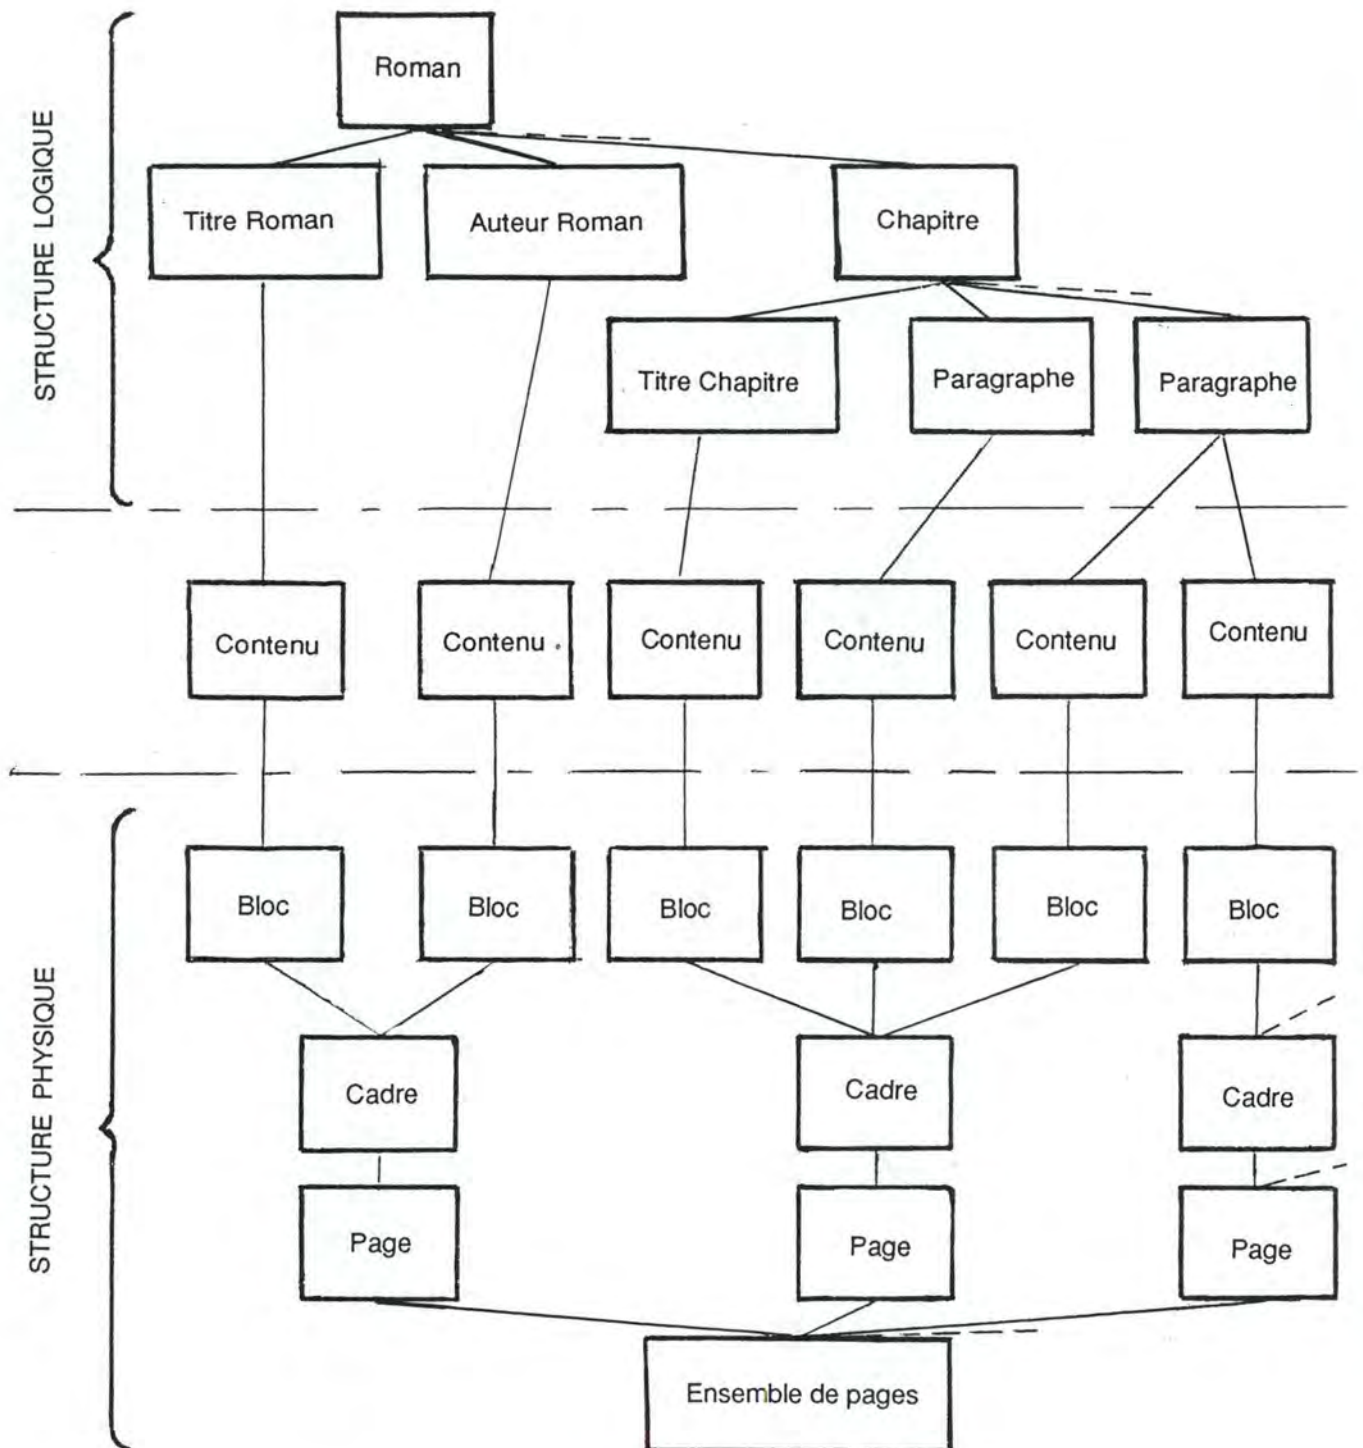 STRUCTURE LOGIQUE
Roman
Titre Roman
Auteur Roman
Chapitre
Titre Chapitre
Paragraphe
Paragraphe
Contenu
Contenu
Contenu
Contenu
Contenu
Contenu
STRUCTURE PHYSIQUE
Bloc
Bloc
Bloc
Bloc
Bloc
Bloc
Cadre
Cadre
Cadre
Page
Page
Page
Ensemble de pages